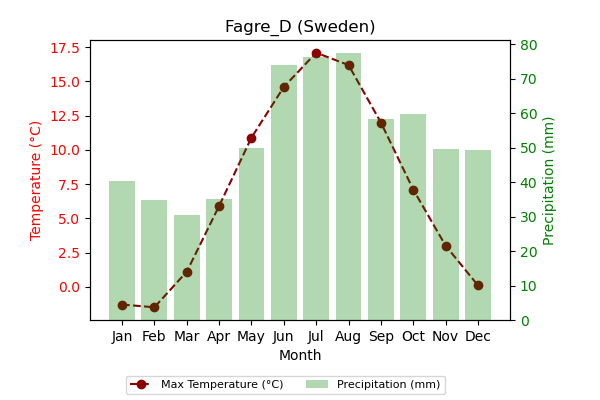 Fagre_D (Sweden)
Temperature (°C)
17.5
15.0
12.5
10.0
7.5
5.0
2.5
0.0
80
70
60
50
40
30
20
10
0
Precipitation (mm)
Jan Feb Mar Apr May Jun Jul Aug Sep Oct Nov Dec
Month
Max Temperature (°C) Precipitation (mm)